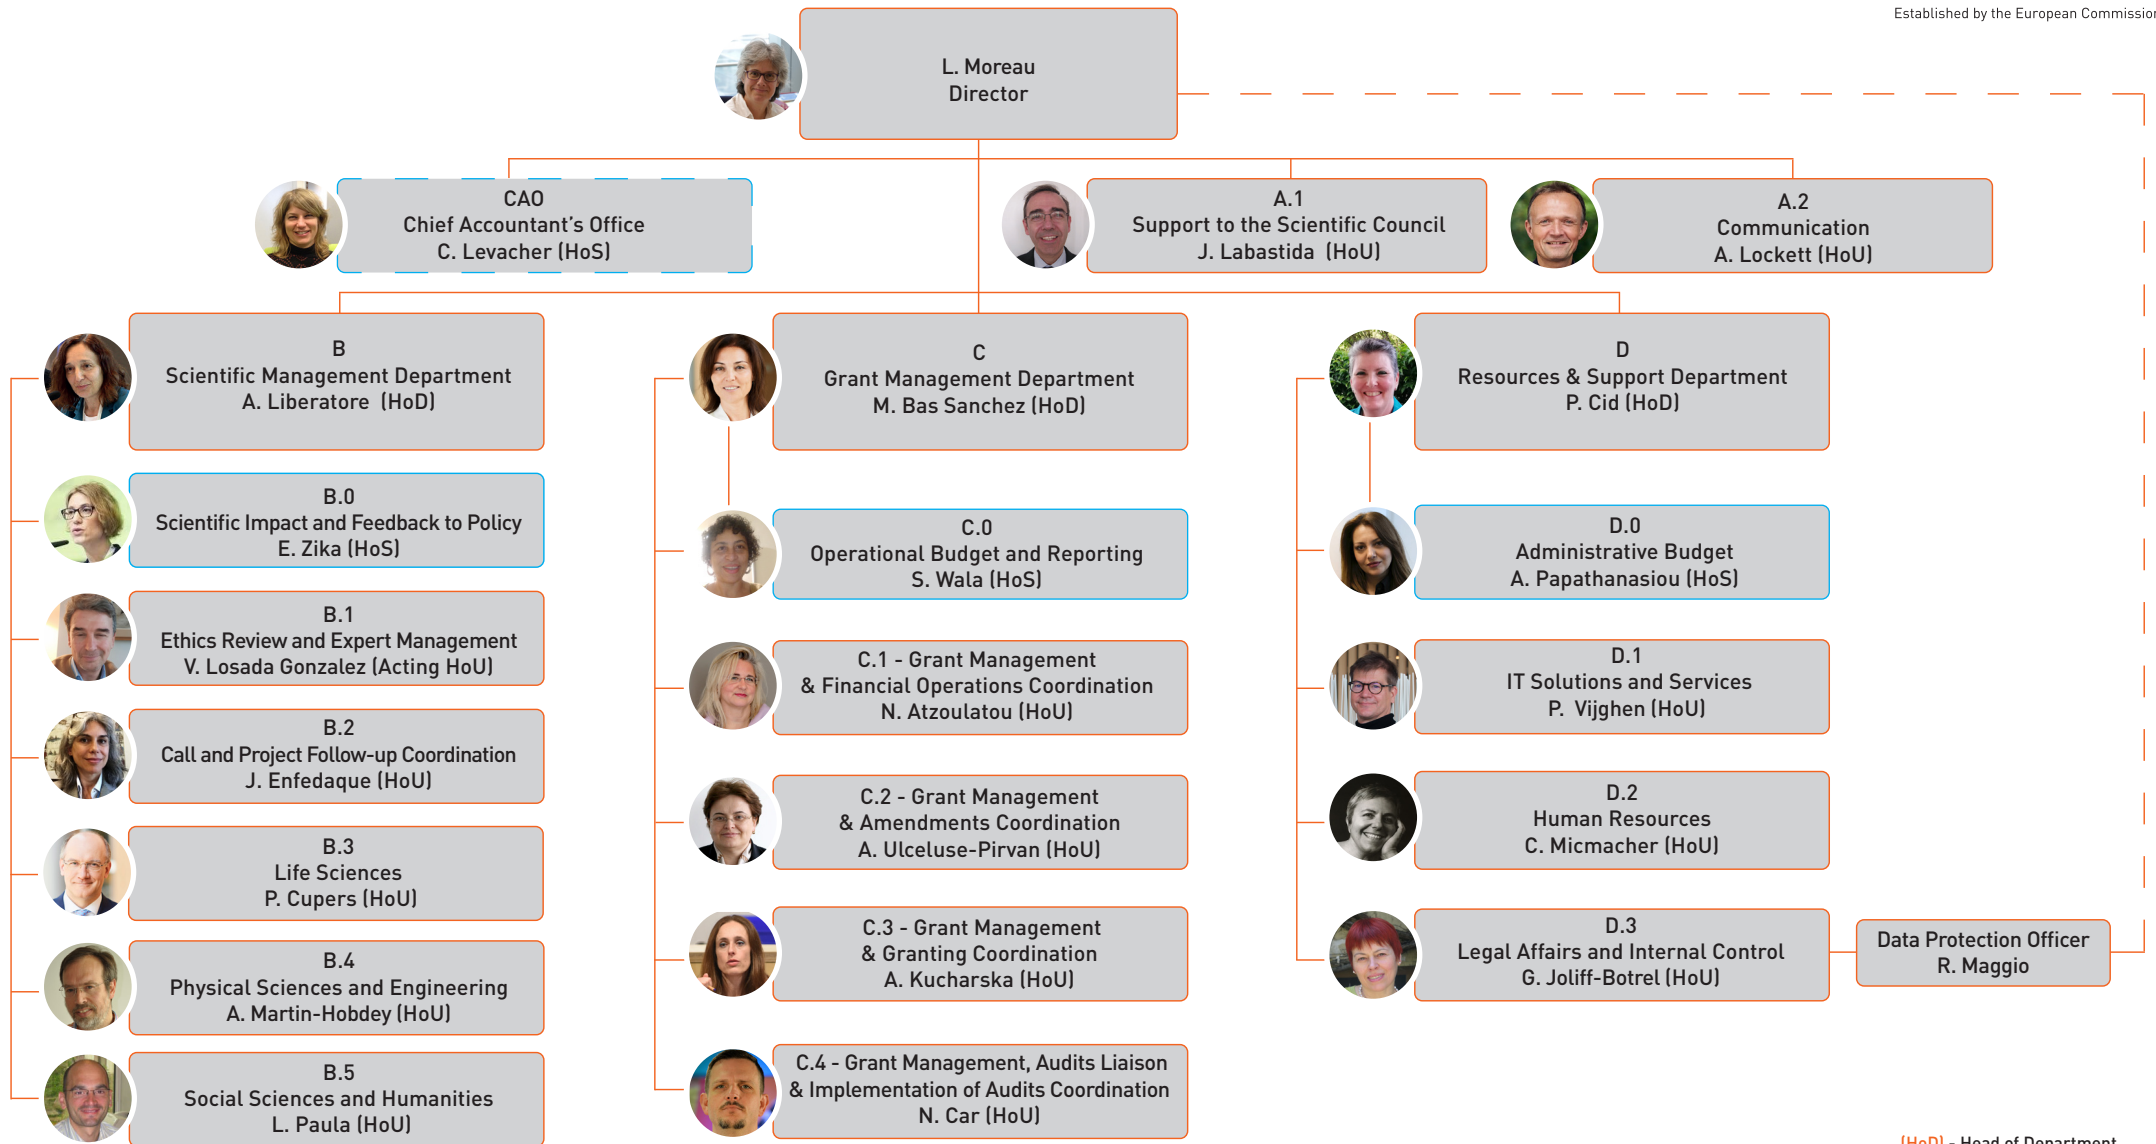 Established by the European Commission
L. Moreau
Director
CAO
Chief Accountant's Office
C. Levacher (HoS)
A.1
Support to the Scientific Council
J. Labastida (HoU)
A.2
Communication
A. Lockett (HoU)
B
Scientific Management Department
A. Liberatore (HoD)
B.0
Scientific Impact and Feedback to Policy
E. Zika (HoS)
B.1
Ethics Review and Expert Management
V. Losada Gonzalez (Acting HoU)
B.2
Call and Project Follow-up Coordination
J. Enfedaque (HoU)
B.3
Life Sciences
P. Cupers (HoU)
B.4
Physical Sciences and Engineering
A. Martin-Hobdey (HoU)
B.5
Social Sciences and Humanities
L. Paula (HoU)
C
Grant Management Department
M. Bas Sanchez (HoD)
C.0
Operational Budget and Reporting
S. Wala (HoS)
C.1 - Grant Management
& Financial Operations Coordination
N. Atzoulatou (HoU)
C.2 - Grant Management
& Amendments Coordination
A. Ulceluse-Pirvan (HoU)
C.3 - Grant Management
& Granting Coordination
A. Kucharska (HoU)
C.4 - Grant Management, Audits Liaison
& Implementation of Audits Coordination
N. Car (HoU)
D
Resources & Support Department
P. Cid (HoD)
D.0
Administrative Budget
A. Papathanasiou (HoS)
D.1
IT Solutions and Services
P. Vijghen (HoU)
D.2
Human Resources
C. Micmacher (HoU)
D.3
Legal Affairs and Internal Control
G. Joliff-Botrel (HoU)
Data Protection Officer
R. Maggio
(HoD) - Head of Department